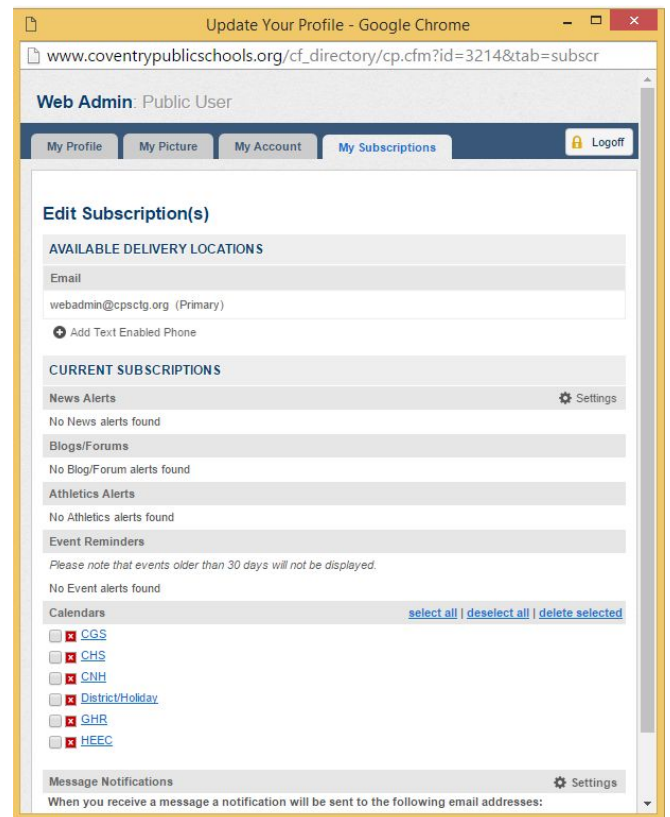 Update Your Profile - Google Chrome
www.coventrypublicschools.org/cf_directory/cp.cfm?id=3214&tab=subscr
Web Admin: Public User
My Profile My Picture My Account My Subscriptions Logoff
Edit Subscription(s)
AVAILABLE DELIVERY LOCATIONS
Email
webadmin@cpsctg.org (Primary)
Add Text Enabled Phone
CURRENT SUBSCRIPTIONS
News Alerts Settings
No News alerts found
Blogs/Forums
No Blog/Forum alerts found
Athletics Alerts
No Athletics alerts found
Event Reminders
Please note that events older than 30 days will not be displayed.
No Event alerts found
Calendars select all | deselect all | delete selected
CGS
CHS
CNH
District/Holiday
GHR
HEEC
Message Notifications Settings
When you receive a message a notification will be sent to the following email addresses: